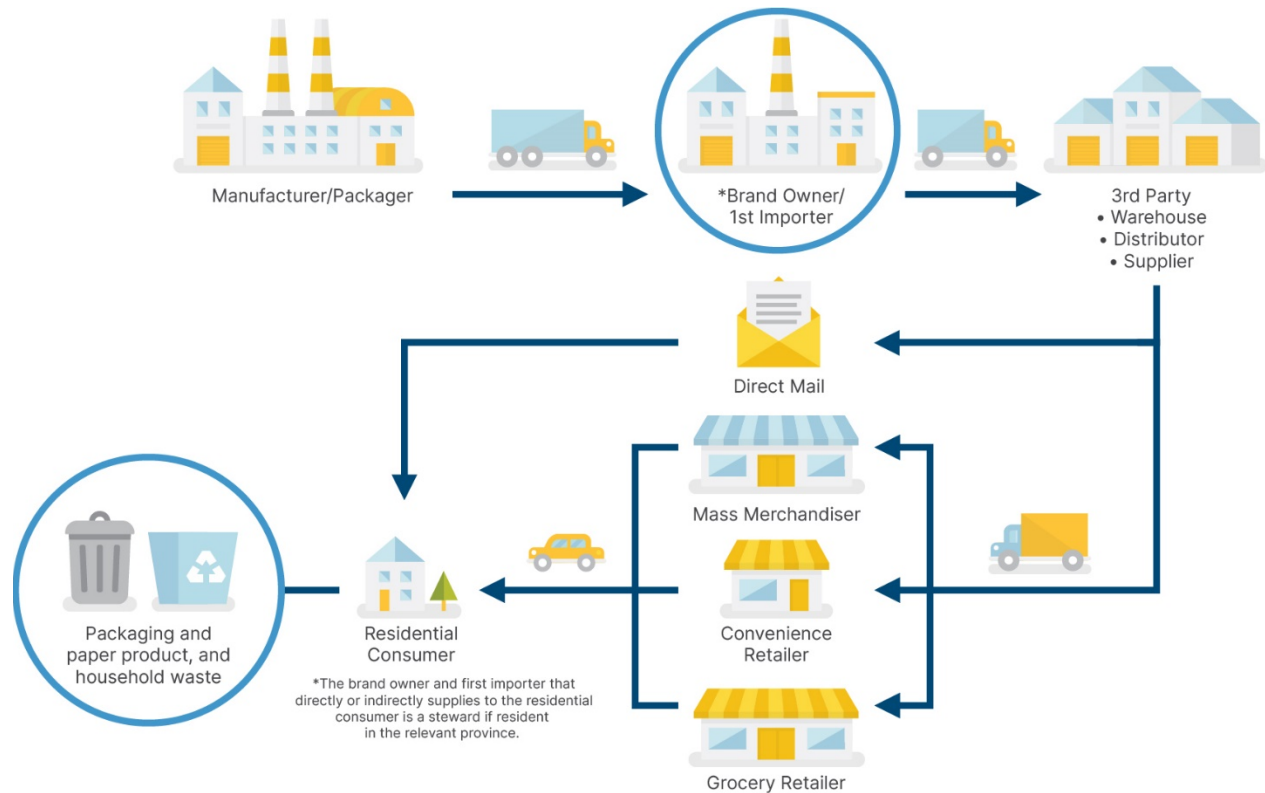 Manufacturer/Packager
*Brand Owner/
1st Importer
3rd Party
• Warehouse
• Distributor
• Supplier
Direct Mail
Mass Merchandiser
Convenience
Retailer
Grocery Retailer
Residential
Consumer
*The brand owner and first importer that
directly or indirectly supplies to the residential
consumer is a steward if resident
in the relevant province.
Packaging and
paper product, and
household waste